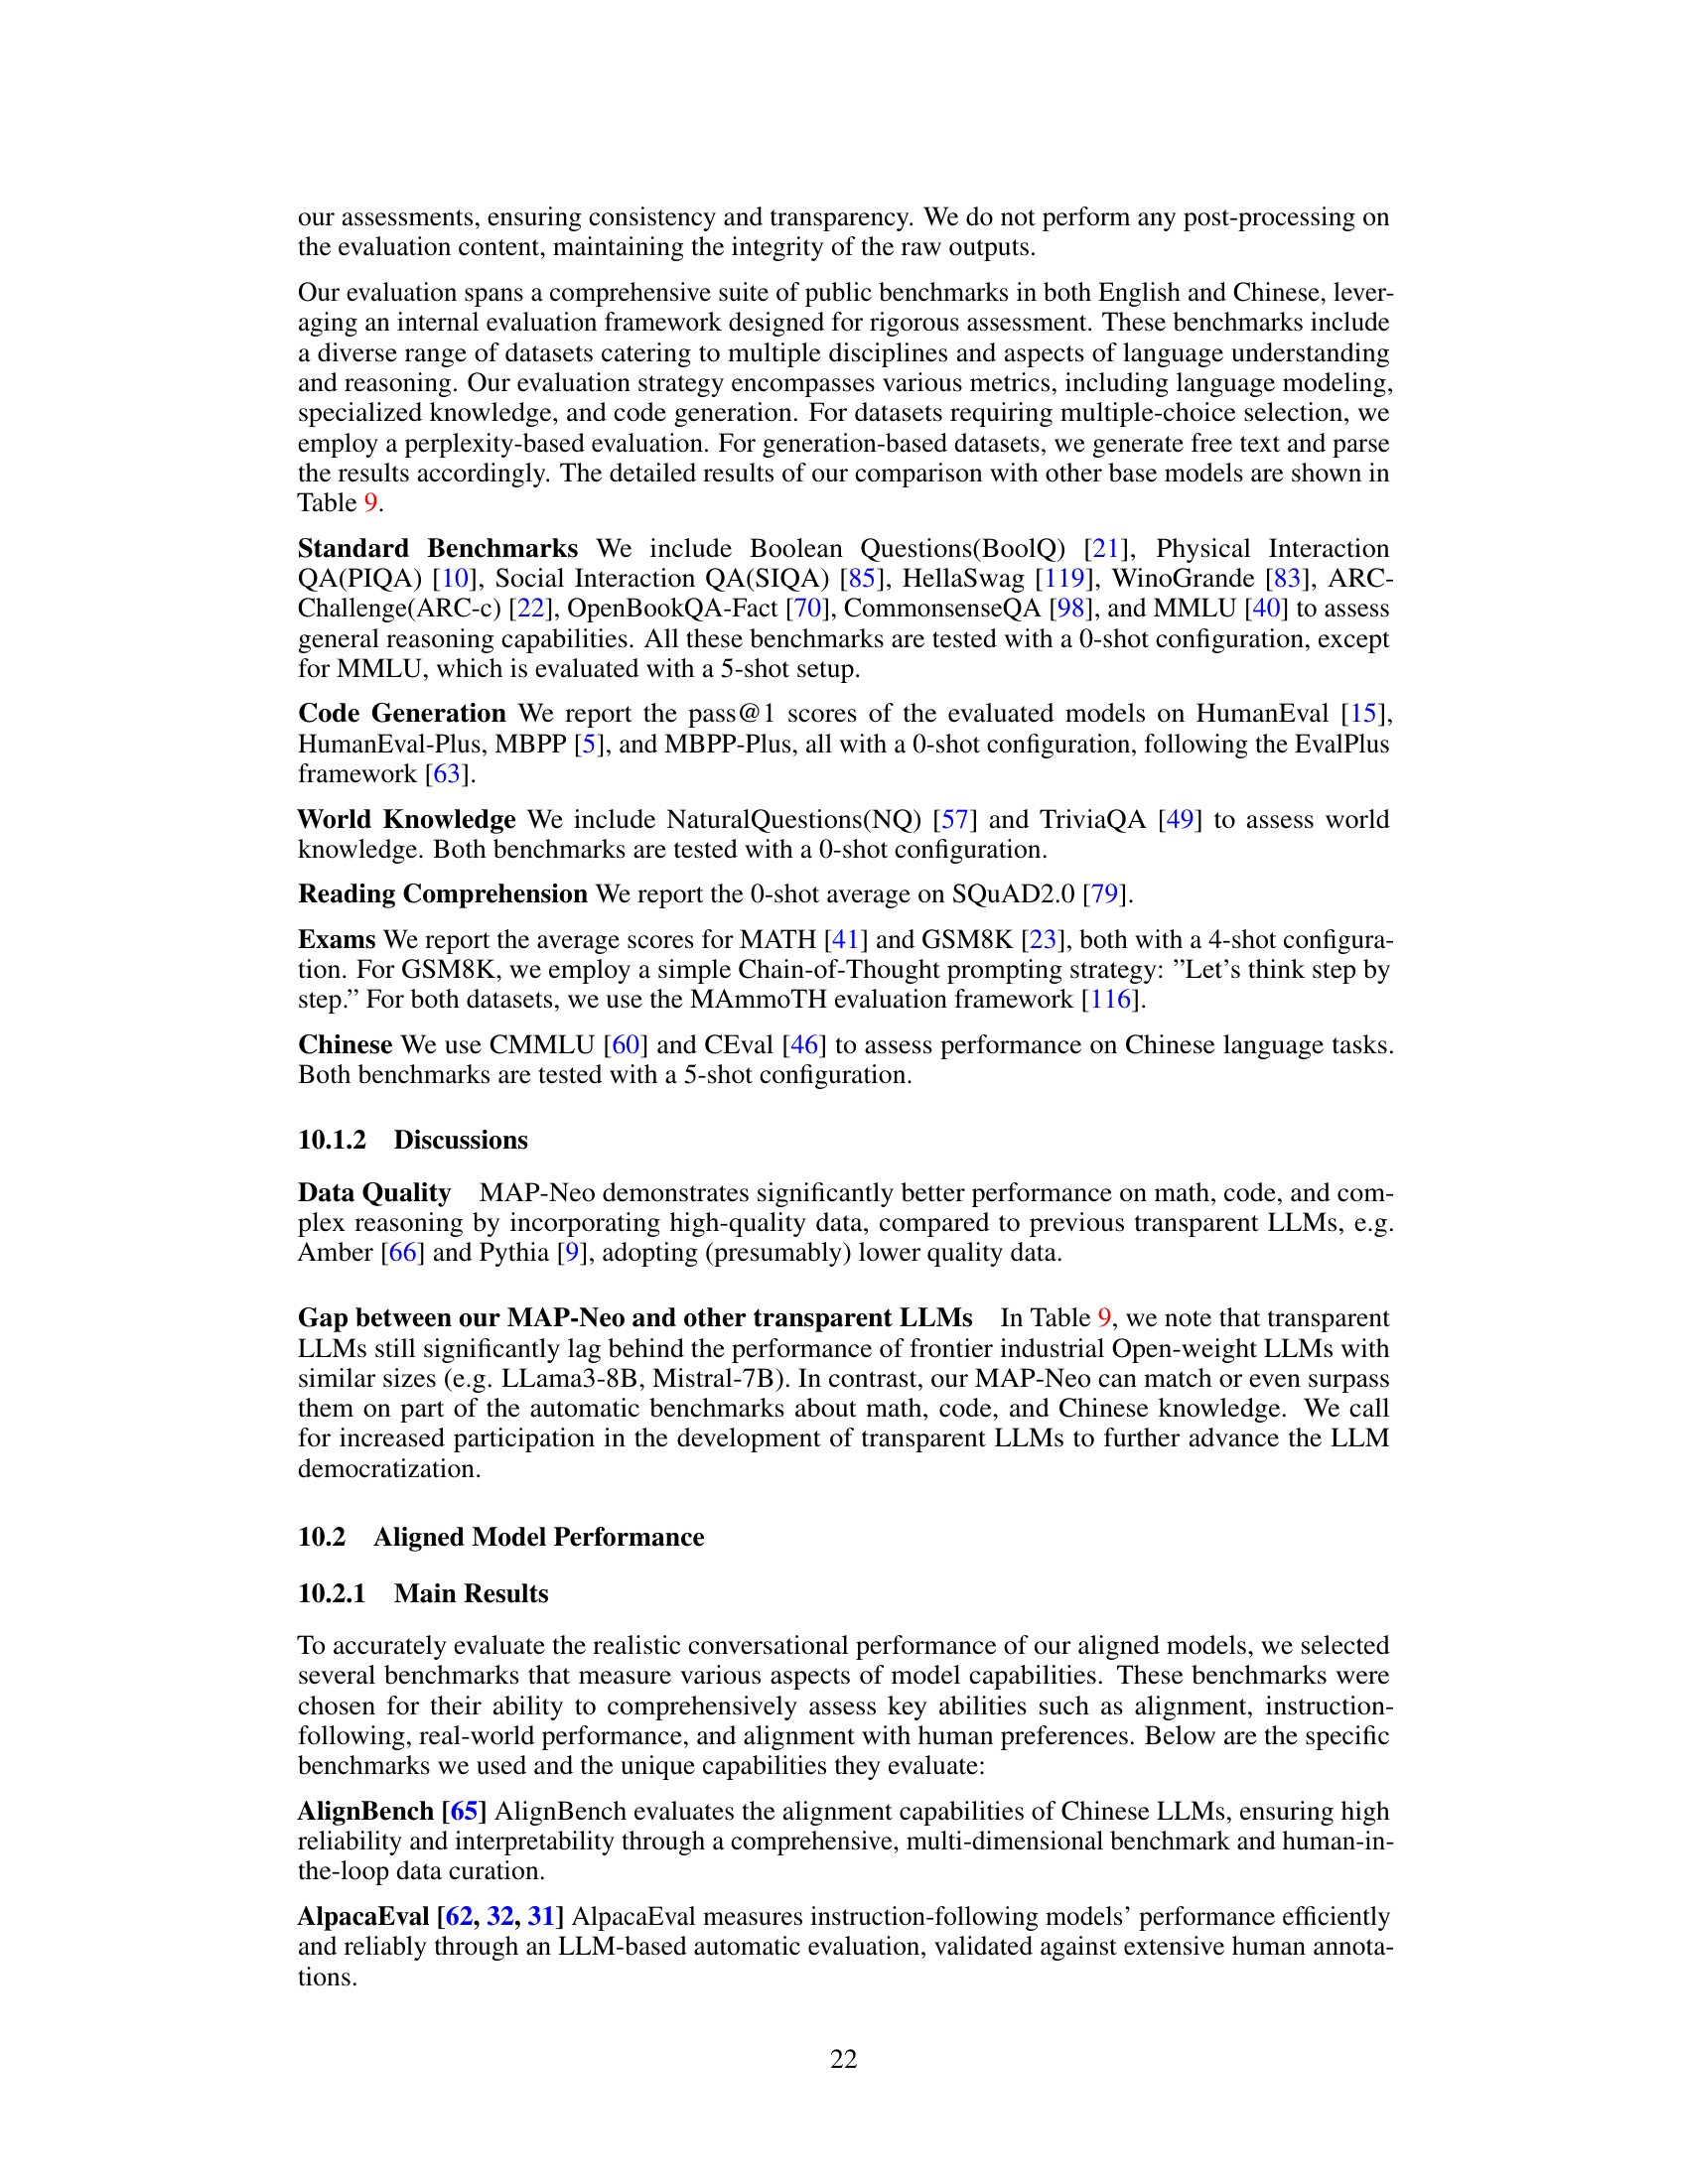 our assessments, ensuring consistency and transparency. We do not perform any post-processing on
the evaluation content, maintaining the integrity of the raw outputs.
Our evaluation spans a comprehensive suite of public benchmarks in both English and Chinese, lever-
aging an internal evaluation framework designed for rigorous assessment. These benchmarks include
a diverse range of datasets catering to multiple disciplines and aspects of language understanding
and reasoning. Our evaluation strategy encompasses various metrics, including language modeling,
specialized knowledge, and code generation. For datasets requiring multiple-choice selection, we
employ a perplexity-based evaluation. For generation-based datasets, we generate free text and parse
the results accordingly. The detailed results of our comparison with other base models are shown in
Table 9.
Standard Benchmarks We include Boolean Questions(BoolQ) [21], Physical Interaction
QA(PIQA) [10], Social Interaction QA(SIQA) [85], HellaSwag [119], WinoGrande [83], ARC-
Challenge(ARC-c) [22], OpenBookQA-Fact [70], CommonsenseQA [98], and MMLU [40] to assess
general reasoning capabilities. All these benchmarks are tested with a 0-shot configuration, except
for MMLU, which is evaluated with a 5-shot setup.
Code Generation We report the pass@1 scores of the evaluated models on HumanEval [15],
HumanEval-Plus, MBPP [5], and MBPP-Plus, all with a 0-shot configuration, following the EvalPlus
framework [63].
World Knowledge We include NaturalQuestions(NQ) [57] and TriviaQA [49] to assess world
knowledge. Both benchmarks are tested with a 0-shot configuration.
Reading Comprehension We report the 0-shot average on SQuAD2.0 [79].
Exams We report the average scores for MATH [41] and GSM8K [23], both with a 4-shot configura-
tion. For GSM8K, we employ a simple Chain-of-Thought prompting strategy: ”Let’s think step by
step.” For both datasets, we use the MAmmoTH evaluation framework [116].
Chinese We use CMMLU [60] and CEval [46] to assess performance on Chinese language tasks.
Both benchmarks are tested with a 5-shot configuration.
10.1.2 Discussions
Data Quality MAP-Neo demonstrates significantly better performance on math, code, and com-
plex reasoning by incorporating high-quality data, compared to previous transparent LLMs, e.g.
Amber [66] and Pythia [9], adopting (presumably) lower quality data.
Gap between our MAP-Neo and other transparent LLMs In Table 9, we note that transparent
LLMs still significantly lag behind the performance of frontier industrial Open-weight LLMs with
similar sizes (e.g. LLama3-8B, Mistral-7B). In contrast, our MAP-Neo can match or even surpass
them on part of the automatic benchmarks about math, code, and Chinese knowledge. We call
for increased participation in the development of transparent LLMs to further advance the LLM
democratization.
10.2 Aligned Model Performance
10.2.1 Main Results
To accurately evaluate the realistic conversational performance of our aligned models, we selected
several benchmarks that measure various aspects of model capabilities. These benchmarks were
chosen for their ability to comprehensively assess key abilities such as alignment, instruction-
following, real-world performance, and alignment with human preferences. Below are the specific
benchmarks we used and the unique capabilities they evaluate:
AlignBench [65] AlignBench evaluates the alignment capabilities of Chinese LLMs, ensuring high
reliability and interpretability through a comprehensive, multi-dimensional benchmark and human-in-
the-loop data curation.
AlpacaEval [62, 32, 31] AlpacaEval measures instruction-following models’ performance efficiently
and reliably through an LLM-based automatic evaluation, validated against extensive human annota-
tions.
22